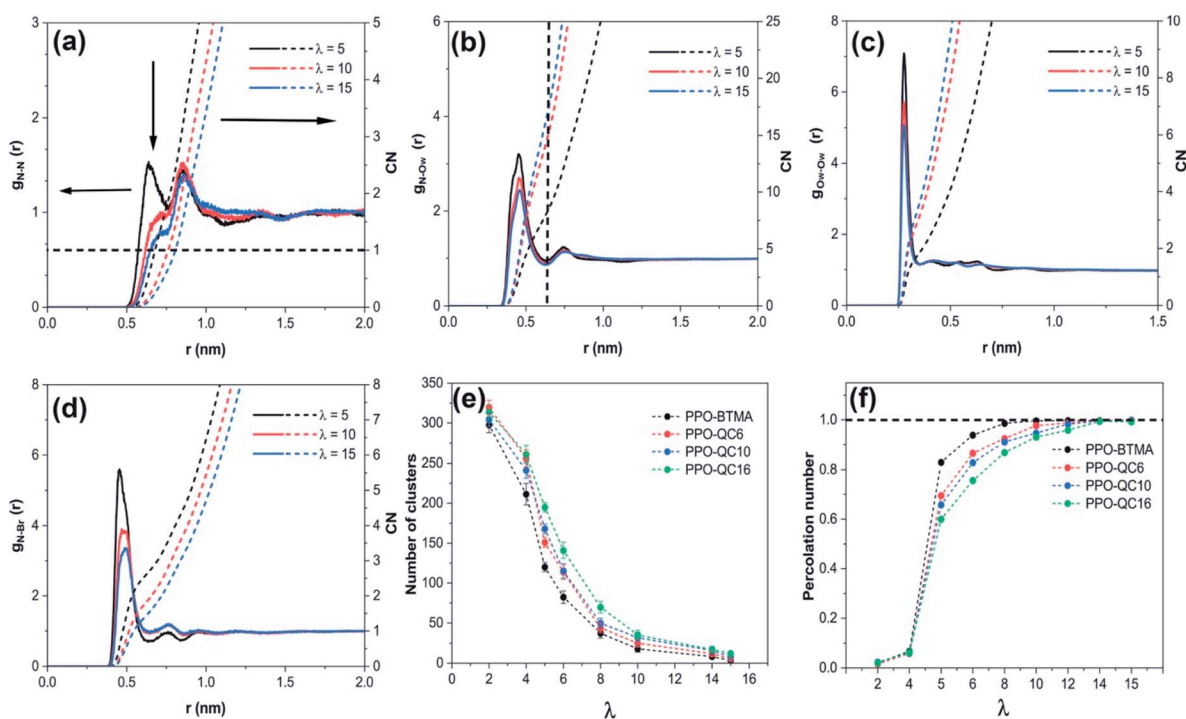 (a)
g_N-N (r)
3
2
1
0
0.0 0.5 1.0 1.5 2.0
r (nm)
5
4
3
2
1
0
CN
λ = 5
λ = 10
λ = 15
(b)
g_N-Ow (r)
6
4
2
0
0.0 0.5 1.0 1.5 2.0
r (nm)
25
20
15
10
5
0
CN
λ = 5
λ = 10
λ = 15
(c)
g_Ow-Ow (r)
8
6
4
2
0
0.0 0.5 1.0 1.5
r (nm)
10
8
6
4
2
0
CN
λ = 5
λ = 10
λ = 15
(d)
g_N-Br (r)
8
6
4
2
0
0.0 0.5 1.0 1.5 2.0
r (nm)
8
7
6
5
4
3
2
1
0
CN
λ = 5
λ = 10
λ = 15
(e)
Number of clusters
350
300
250
200
150
100
50
0
0 2 4 6 8 10 12 14 16
λ
PPO-BTMA
PPO-QC6
PPO-QC10
PPO-QC16
(f)
Percolation number
1.0
0.8
0.6
0.4
0.2
0.0
2 4 5 6 8 10 12 14 15
λ
PPO-BTMA
PPO-QC6
PPO-QC10
PPO-QC16